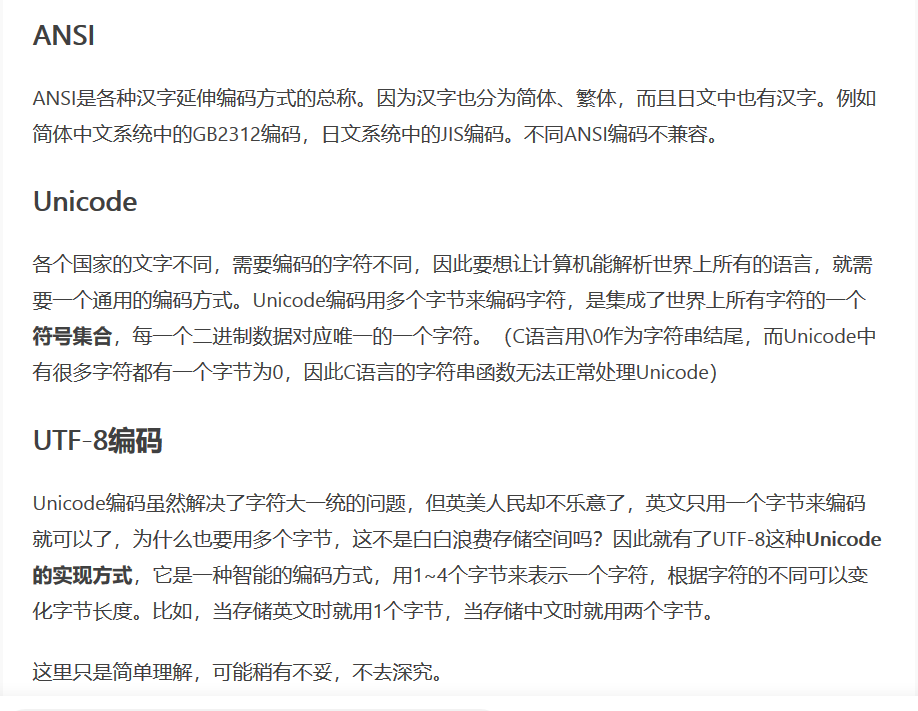 ANSI
ANSI是各种汉字延伸编码方式的总称。因为汉字也分为简体、繁体，而且日文中也有汉字。例如
简体中文系统中的GB2312编码，日文系统中的JIS编码。不同ANSI编码不兼容。
Unicode
各个国家的文字不同，需要编码的字符不同，因此要想让计算机能解析世界上所有的语言，就需
要一个通用的编码方式。Unicode编码用多个字节来编码字符，是集成了世界上所有字符的一个
符号集合，每一个二进制数据对应唯一的一个字符。（C语言用\0作为字符串结尾，而Unicode中
有很多字符都有一个字节为0，因此C语言的字符串函数无法正常处理Unicode）
UTF-8编码
Unicode编码虽然解决了字符大一统的问题，但英美人民却不乐意了，英文只用一个字节来编码
就可以了，为什么也要用多个字节，这不是白白浪费存储空间吗？因此就有了UTF-8这种Unicode
的实现方式，它是一种智能的编码方式，用1~4个字节来表示一个字符，根据字符的不同可以变
化字节长度。比如，当存储英文时就用1个字节，当存储中文时就用两个字节。
这里只是简单理解，可能稍有不妥，不去深究。